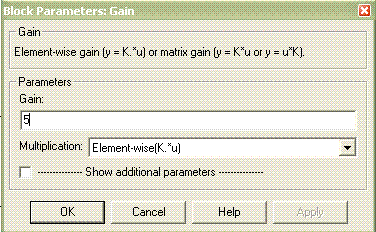 Block Parameters: Gain
Gain
Element-wise gain (y = K.*u) or matrix gain (y = K*u or y = u*K).
Parameters
Gain:
5
Multiplication: Element-wise(K.*u)
-------------- Show additional parameters --------------
OK Cancel Help Apply